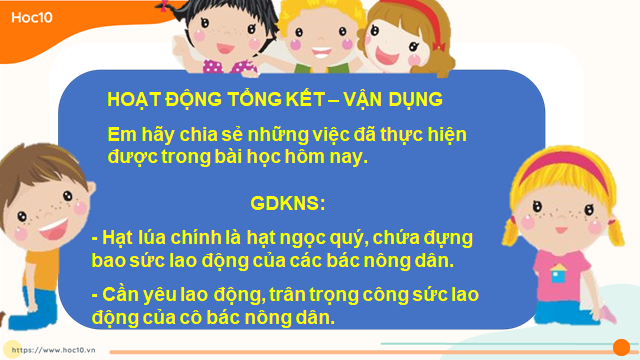 Hoc10
HOẠT ĐỘNG TỔNG KẾT – VẬN DỤNG
Em hãy chia sẻ những việc đã thực hiện
được trong bài học hôm nay.
GDKNS:
- Hạt lúa chính là hạt ngọc quý, chứa đựng
bao sức lao động của các bác nông dân.
- Cần yêu lao động, trân trọng công sức lao
động của cô bác nông dân.
https://www.hoc10.vn